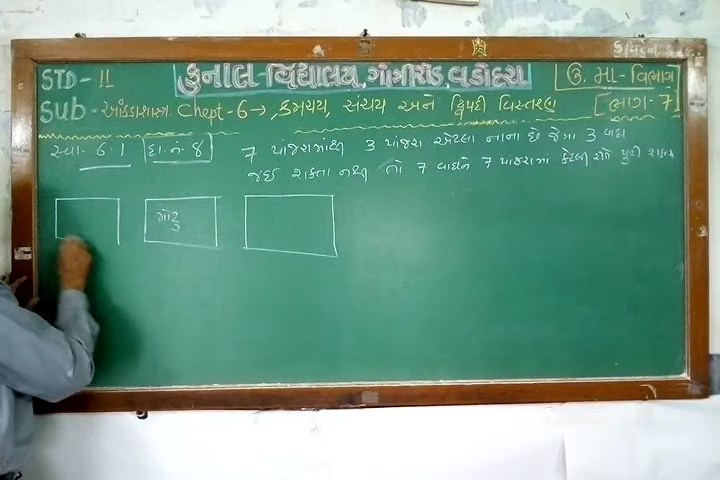 STD - 11
કુનાલ વિદ્યાલય, ગોત્રીરોડ, વડોદરા
ઉ. મા - વિભાગ
Sub - આંકડાશાસ્ત્ર Chept - 6 → ક્રમચય, સંચય અને દ્વિપદી વિસ્તરણ [ભાગ - 7]
સ્વા. 6.1 દા. નં. 8
7 પાંજરામાંથી 3 પાંજરા એટલા નાના છે જેમાં 3 વાઘ
જઈ શકતા નથી તો 7 વાઘને 7 પાંજરામાં કેટલી રીતે પુરી શકાય